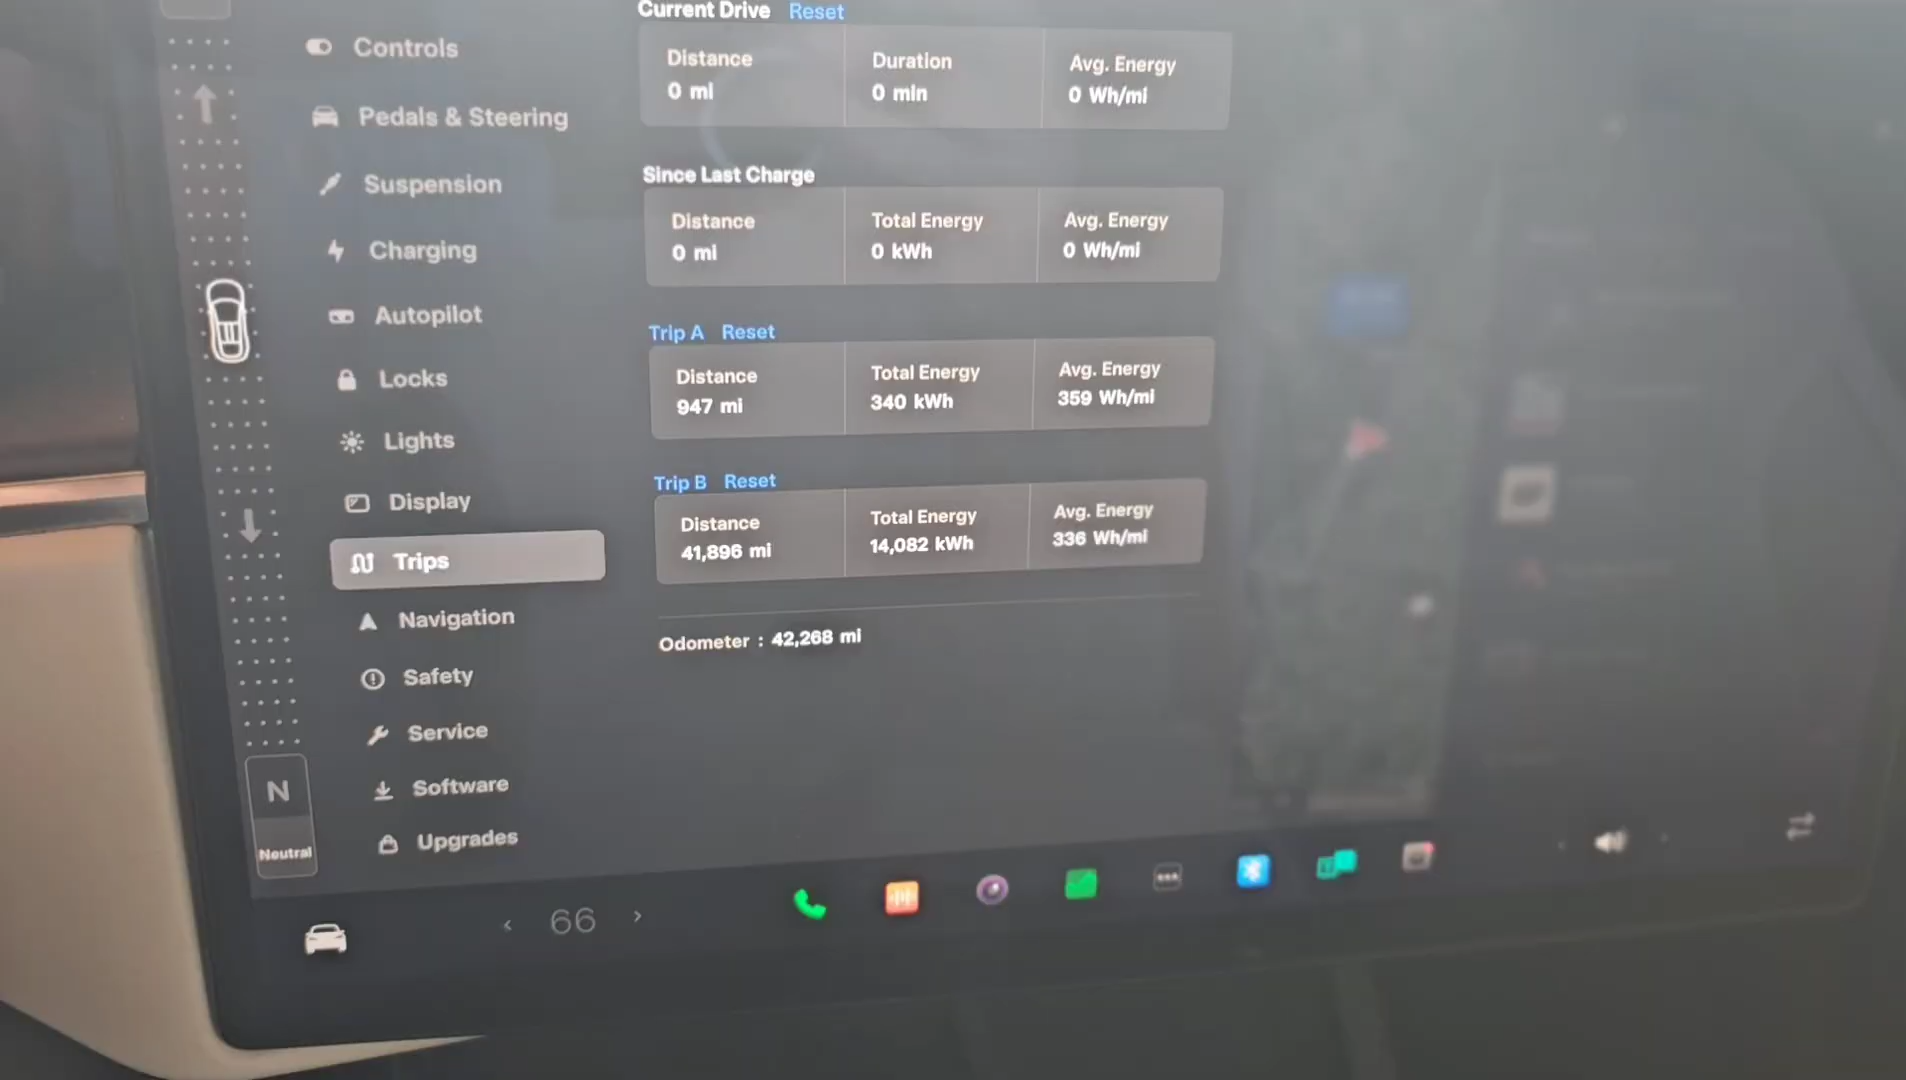 Current Drive Reset
Distance Duration Avg. Energy
0 mi 0 min 0 Wh/mi
Since Last Charge
Distance Total Energy Avg. Energy
0 mi 0 kWh 0 Wh/mi
Trip A Reset
Distance Total Energy Avg. Energy
947 mi 340 kWh 359 Wh/mi
Trip B Reset
Distance Total Energy Avg. Energy
41,896 mi 14,082 kWh 336 Wh/mi
Odometer : 42,268 mi
Controls
Pedals & Steering
Suspension
Charging
Autopilot
Locks
Lights
Display
Trips
Navigation
Safety
Service
Software
Upgrades
N
Neutral
< 66 >